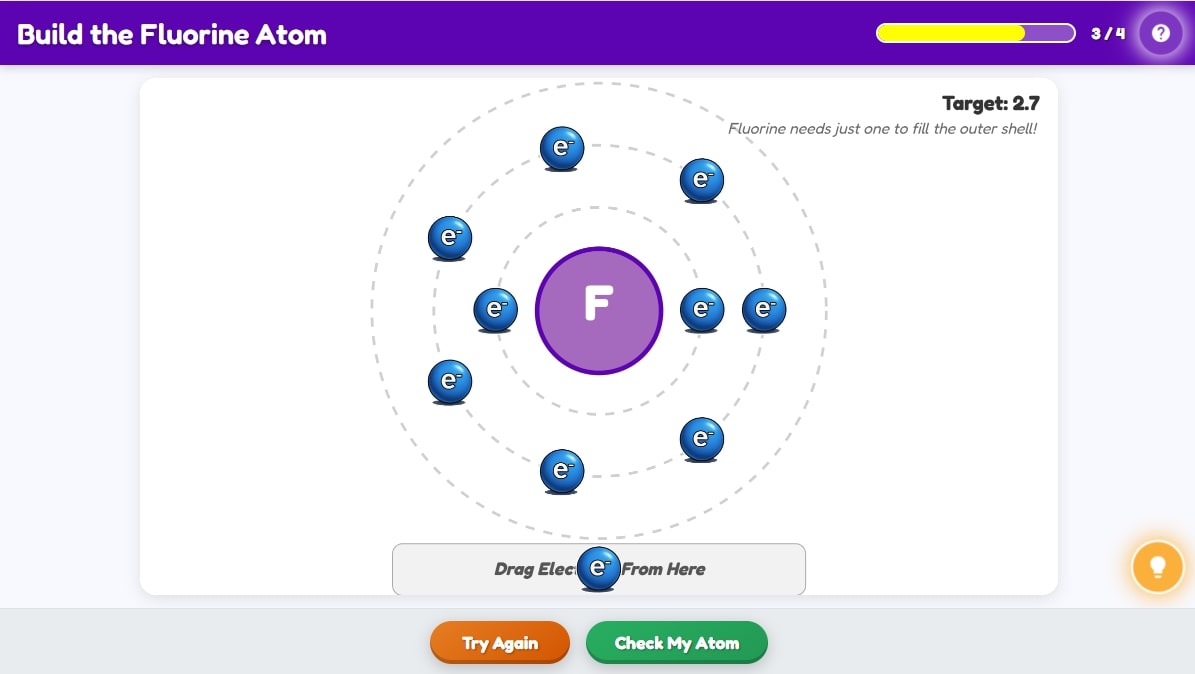 Build the Fluorine Atom
3 / 4
?
Target: 2.7
Fluorine needs just one to fill the outer shell!
e⁻
e⁻
e⁻
e⁻
F
e⁻
e⁻
e⁻
e⁻
e⁻
Drag Elec
e⁻
From Here
Try Again
Check My Atom